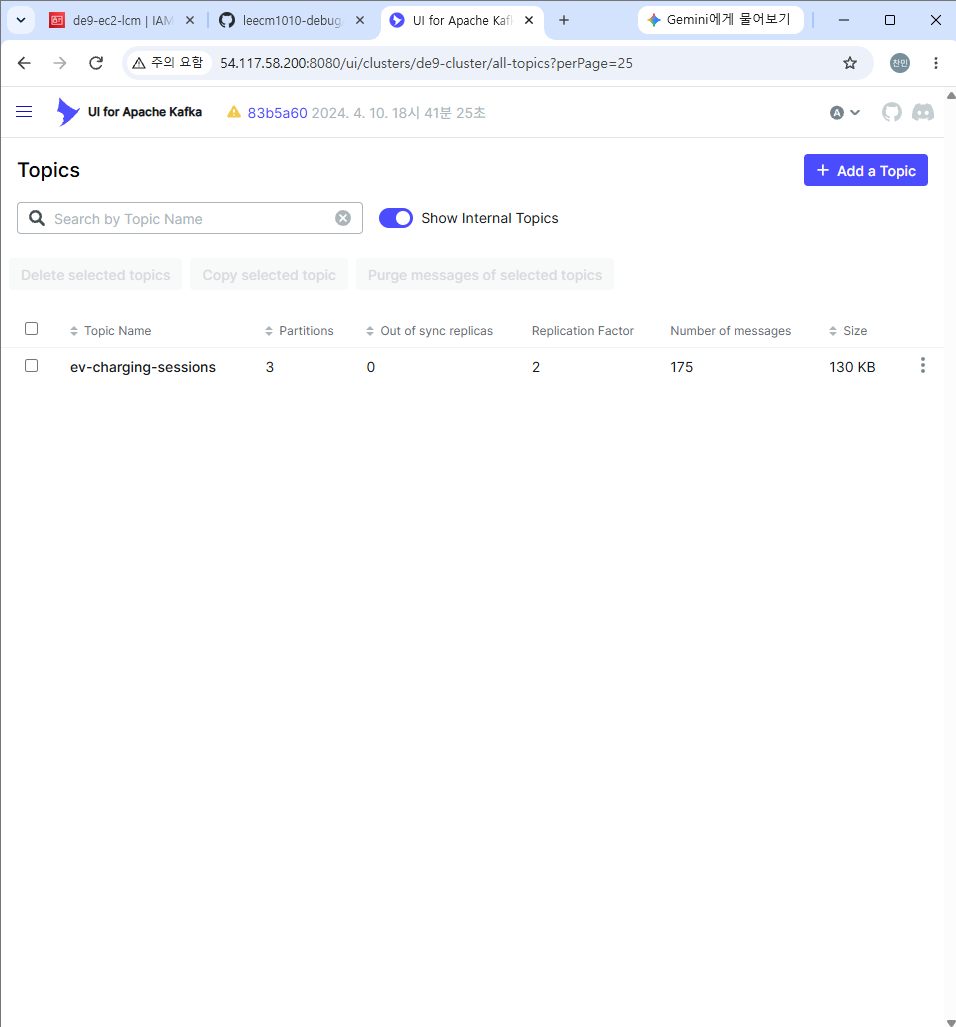 de9-ec2-lcm | IAM
leecm1010-debug
UI for Apache Kaf
Gemini에게 물어보기
주의 요함
54.117.58.200:8080/ui/clusters/de9-cluster/all-topics?perPage=25
찬민
UI for Apache Kafka
83b5a60 2024. 4. 10. 18시 41분 25초
A
Topics
Add a Topic
Search by Topic Name
Show Internal Topics
Delete selected topics
Copy selected topic
Purge messages of selected topics
Topic Name Partitions Out of sync replicas Replication Factor Number of messages Size
ev-charging-sessions 3 0 2 175 130 KB